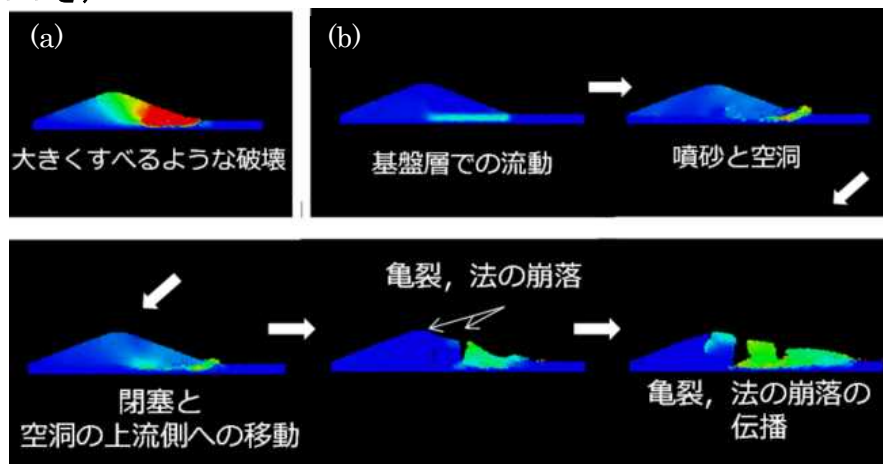 (a)
(b)
大きくすべるような破壊
基盤層での流動
噴砂と空洞
閉塞と
空洞の上流側への移動
亀裂，法の崩落
亀裂，法の崩落の
伝播